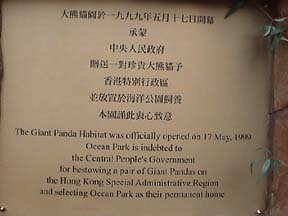 大熊貓園於一九九九年五月十七日開幕
承蒙
中央人民政府
贈送一對珍貴大熊貓予
香港特別行政區
並放置於海洋公園飼養
本園謹此衷心致意
The Giant Panda Habitat was officially opened on 17 May, 1999
Ocean Park is indebted to
the Central People's Government
for bestowing a pair of Giant Pandas on
the Hong Kong Special Administrative Region
and selecting Ocean Park as their permanent home